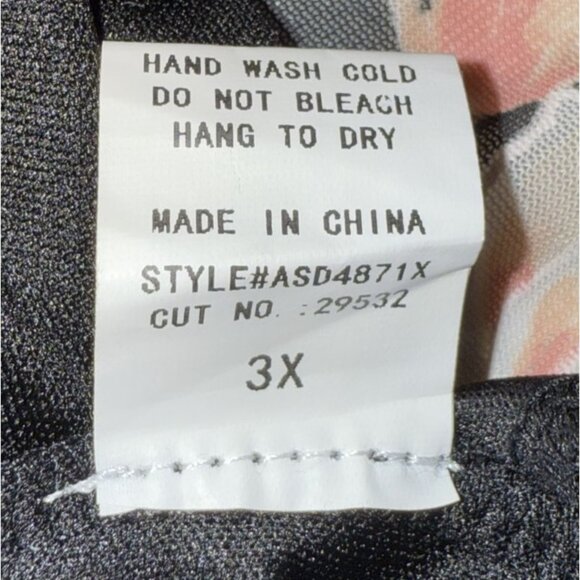 HAND WASH COLD
DO NOT BLEACH
HANG TO DRY
MADE IN CHINA
STYLE#ASD4871X
CUT NO. :29532
3X